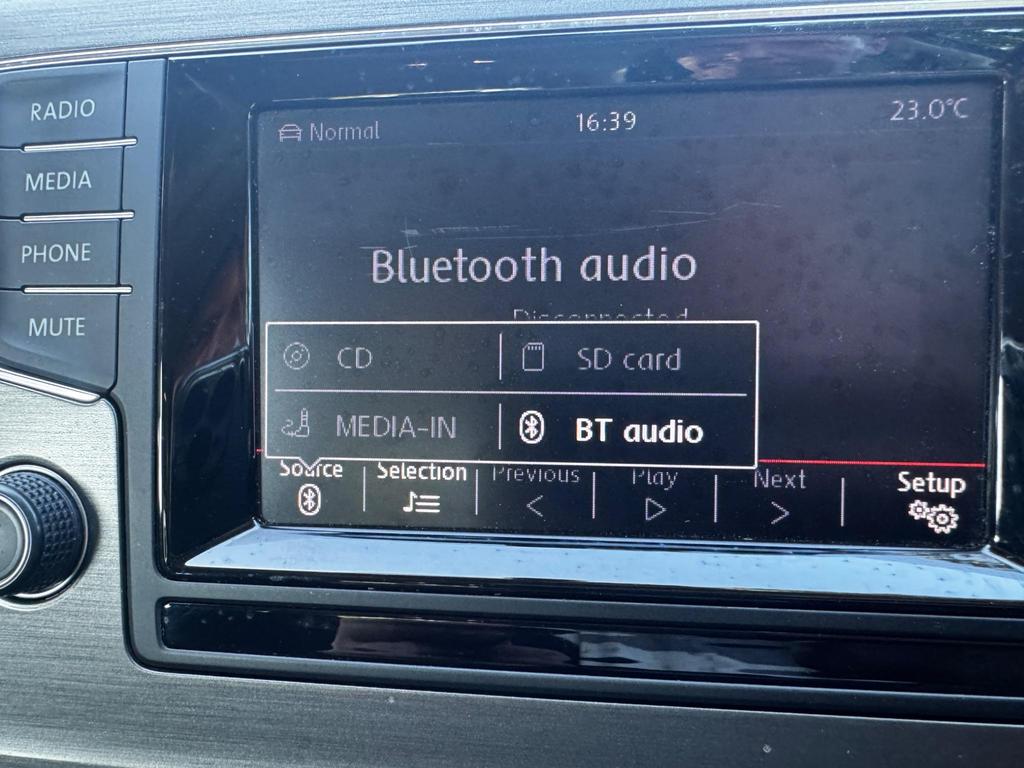 RADIO
MEDIA
PHONE
MUTE
Normal 16:39 23.0°C
Bluetooth audio
Disconnected
CD SD card
MEDIA-IN BT audio
Source Selection Previous Play Next Setup